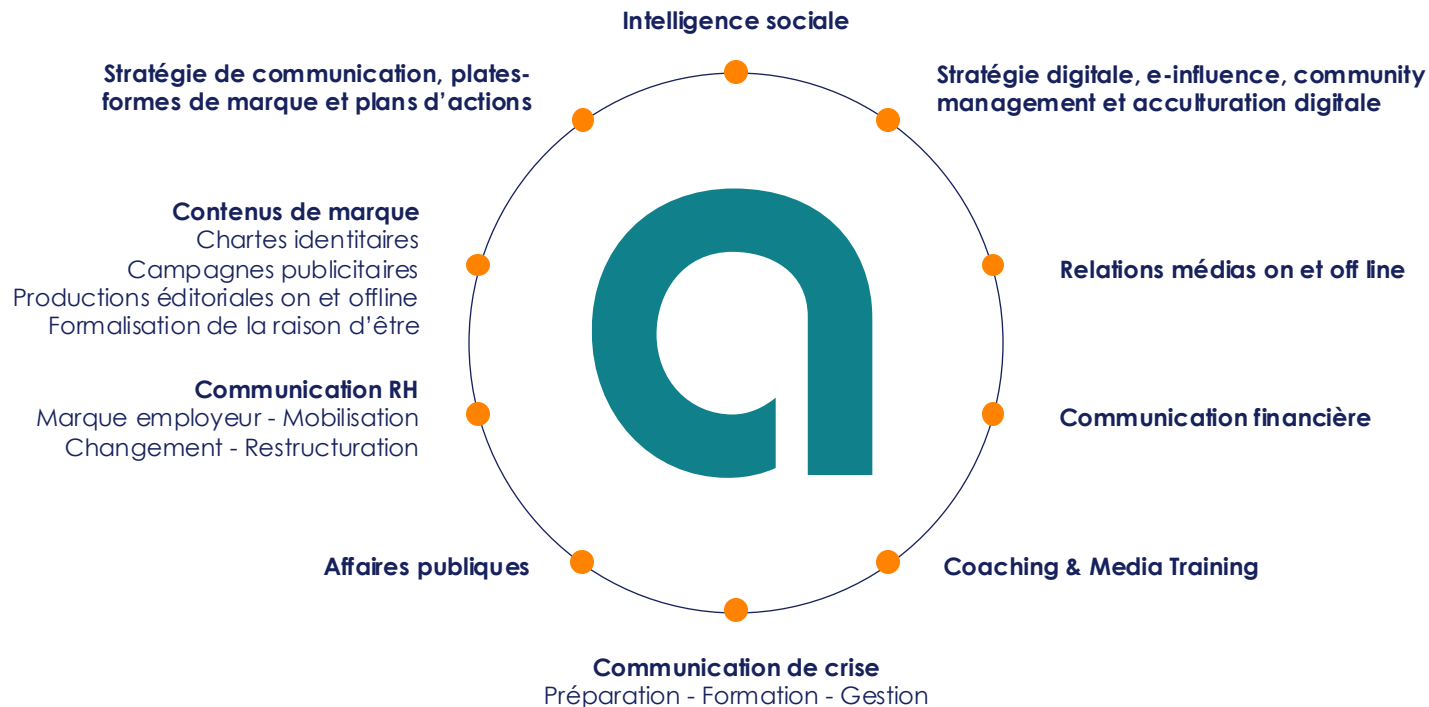 Intelligence sociale
Stratégie de communication, plates-
formes de marque et plans d'actions
Stratégie digitale, e-influence, community
management et acculturation digitale
Contenus de marque
Chartes identitaires
Campagnes publicitaires
Productions éditoriales on et offline
Formalisation de la raison d'être
Relations médias on et off line
Communication RH
Marque employeur - Mobilisation
Changement - Restructuration
Communication financière
Affaires publiques
Coaching & Media Training
Communication de crise
Préparation - Formation - Gestion